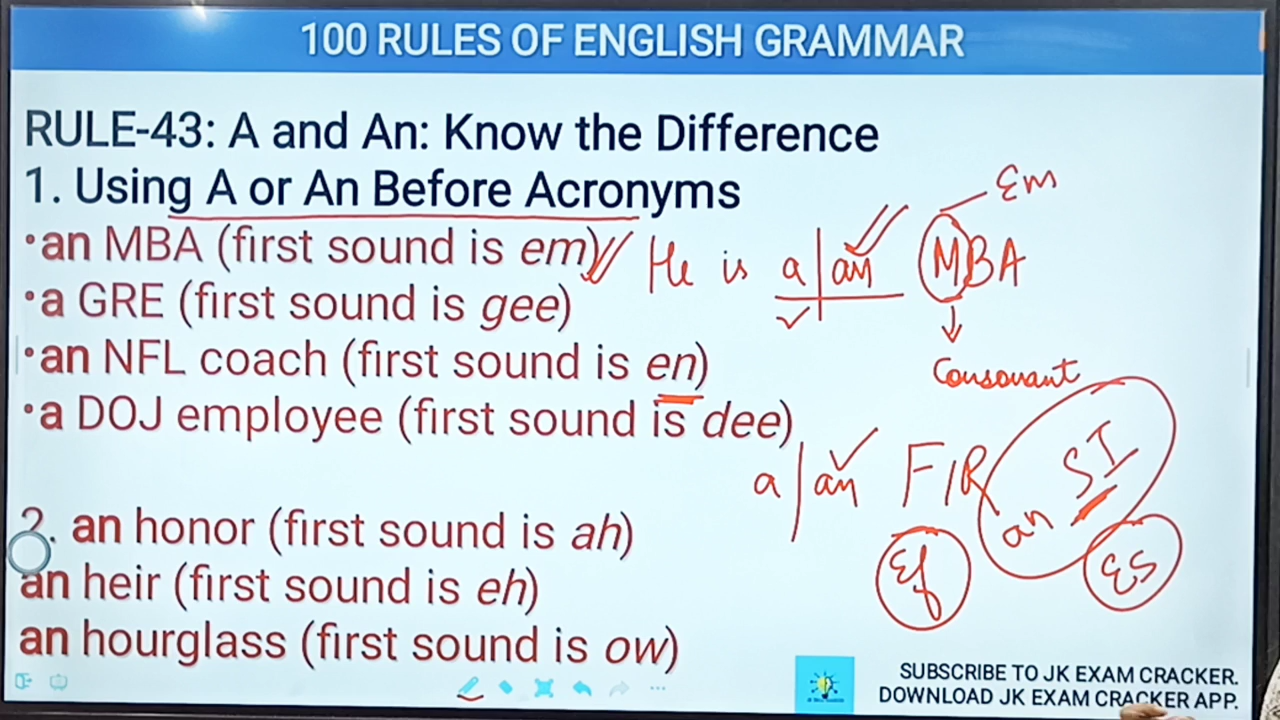 100 RULES OF ENGLISH GRAMMAR
RULE-43: A and An: Know the Difference
1. Using A or An Before Acronyms
•an MBA (first sound is em)
•a GRE (first sound is gee)
•an NFL coach (first sound is en)
•a DOJ employee (first sound is dee)
2. an honor (first sound is ah)
an heir (first sound is eh)
an hourglass (first sound is ow)
Em
He is a | an MBA
Consonant
a | an FIR
an SI
Ef
Es
SUBSCRIBE TO JK EXAM CRACKER.
DOWNLOAD JK EXAM CRACKER APP.